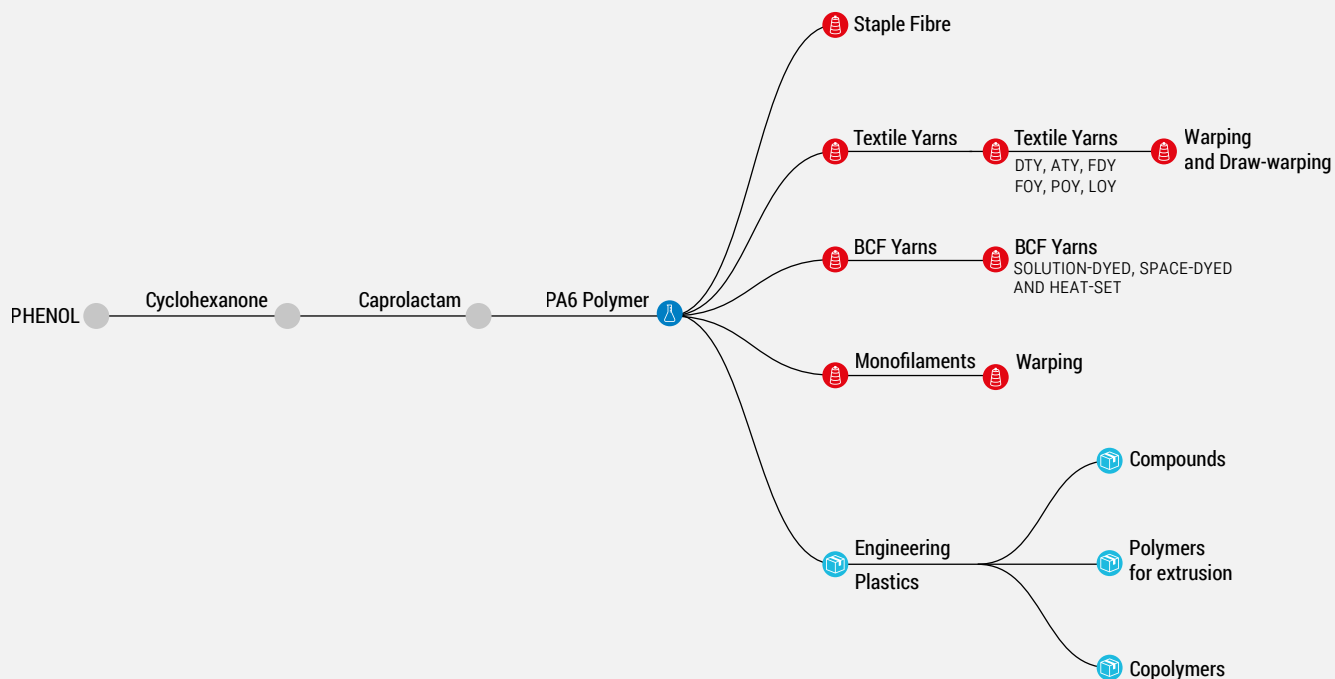 Staple Fibre
Textile Yarns
Textile Yarns
DTY, ATY, FDY
FOY, POY, LOY
Warping
and Draw-warping
BCF Yarns
BCF Yarns
SOLUTION-DYED, SPACE-DYED
AND HEAT-SET
PHENOL
Cyclohexanone
Caprolactam
PA6 Polymer
Monofilaments
Warping
Engineering
Plastics
Compounds
Polymers
for extrusion
Copolymers